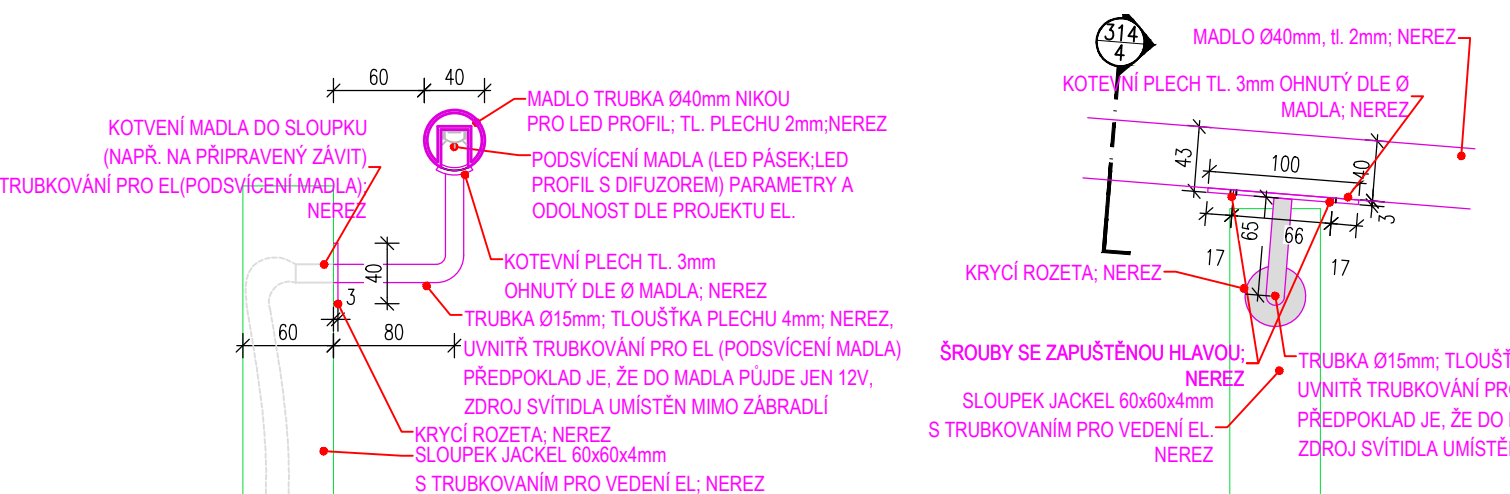 60
40
MADLO TRUBKA Ø40mm NIKOU
PRO LED PROFIL; TL. PLECHU 2mm;NEREZ
KOTVENÍ MADLA DO SLOUPKU
(NAPŘ. NA PŘIPRAVENÝ ZÁVIT)
TRUBKOVÁNÍ PRO EL(PODSVÍCENÍ MADLA);
NEREZ
PODSVÍCENÍ MADLA (LED PÁSEK;LED
PROFIL S DIFUZOREM) PARAMETRY A
ODOLNOST DLE PROJEKTU EL.
40
3
KOTEVNÍ PLECH TL. 3mm
OHNUTÝ DLE Ø MADLA; NEREZ
60
80
TRUBKA Ø15mm; TLOUŠŤKA PLECHU 4mm; NEREZ,
UVNITŘ TRUBKOVÁNÍ PRO EL (PODSVÍCENÍ MADLA)
PŘEDPOKLAD JE, ŽE DO MADLA PŮJDE JEN 12V,
ZDROJ SVÍTIDLA UMÍSTĚN MIMO ZÁBRADLÍ
KRYCÍ ROZETA; NEREZ
SLOUPEK JACKEL 60x60x4mm
S TRUBKOVANÍM PRO VEDENÍ EL; NEREZ
314
4
MADLO Ø40mm, tl. 2mm; NEREZ
KOTEVNÍ PLECH TL. 3mm OHNUTÝ DLE Ø
MADLA; NEREZ
43
100
40
3
65
66
17
17
KRYCÍ ROZETA; NEREZ
ŠROUBY SE ZAPUŠTĚNOU HLAVOU;
NEREZ
SLOUPEK JACKEL 60x60x4mm
S TRUBKOVANÍM PRO VEDENÍ EL.
NEREZ
TRUBKA Ø15mm; TLOUŠŤ
UVNITŘ TRUBKOVÁNÍ PRO
PŘEDPOKLAD JE, ŽE DO
ZDROJ SVÍTIDLA UMÍSTĚ